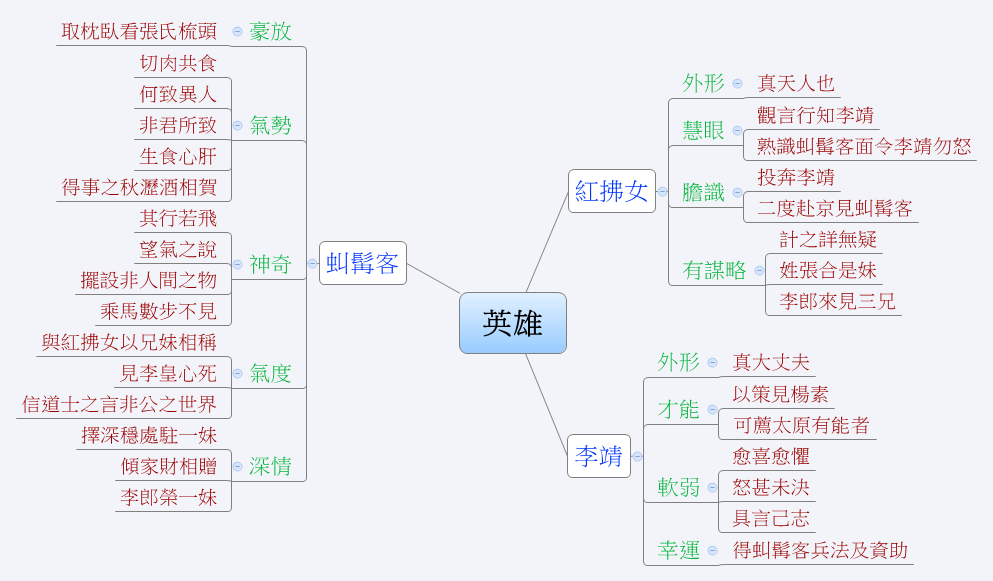 英雄
虯髯客
豪放
取枕臥看張氏梳頭
氣勢
切肉共食
何致異人
非君所致
生食心肝
得事之秋瀝酒相賀
神奇
其行若飛
望氣之說
擺設非人間之物
乘馬數步不見
氣度
與紅拂女以兄妹相稱
見李皇心死
信道士之言非公之世界
深情
擇深穩處駐一妹
傾家財相贈
李郎榮一妹
紅拂女
外形
真天人也
慧眼
觀言行知李靖
熟識虯髯客面令李靖勿怒
膽識
投奔李靖
二度赴京見虯髯客
有謀略
計之詳無疑
姓張合是妹
李郎來見三兄
李靖
外形
真大丈夫
才能
以策見楊素
可薦太原有能者
軟弱
愈喜愈懼
怒甚未決
具言己志
幸運
得虯髯客兵法及資助